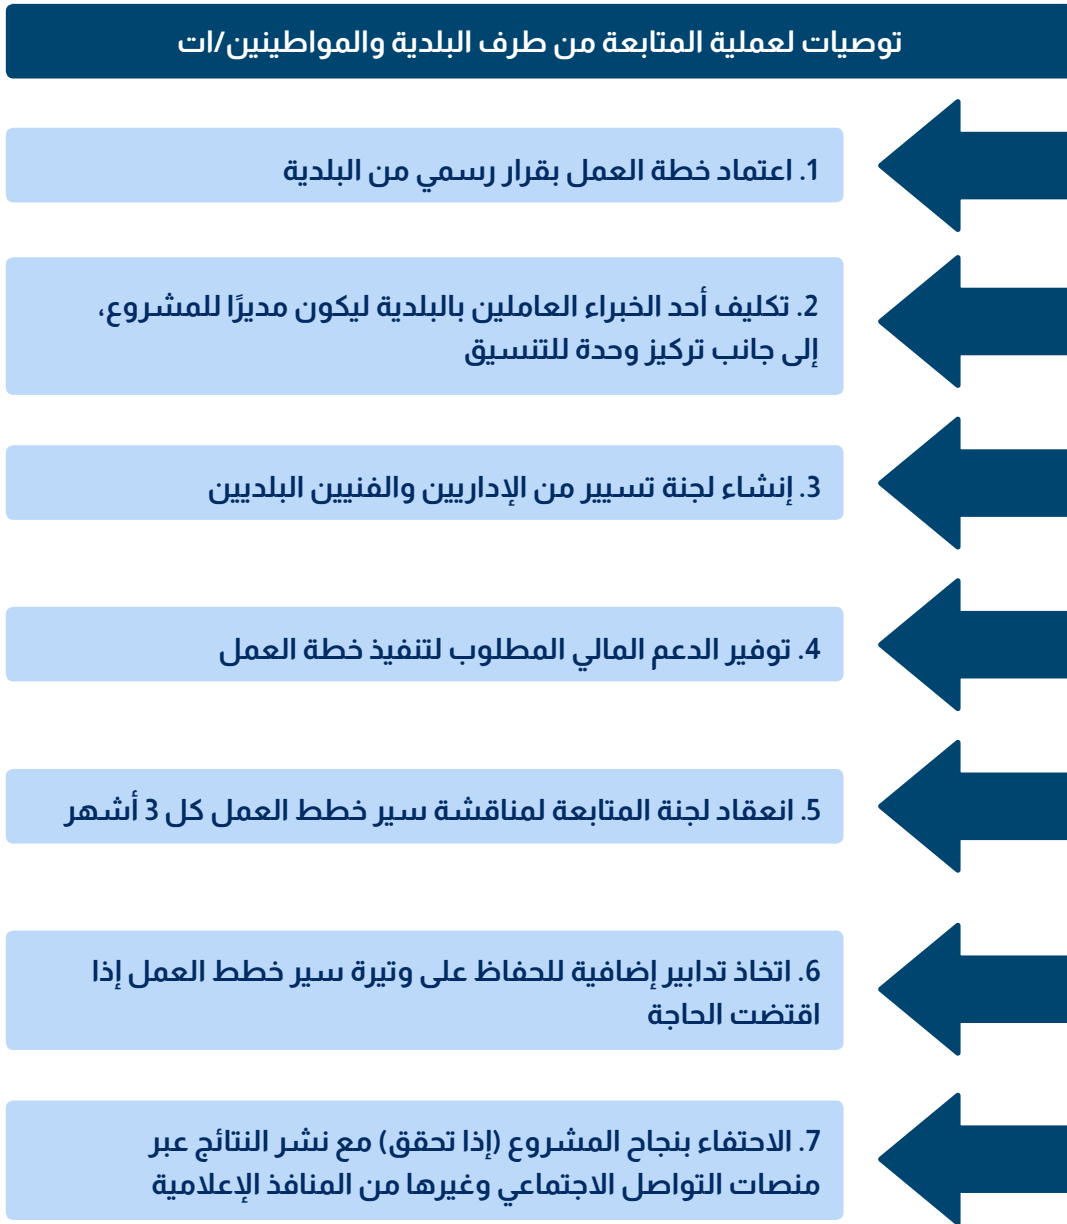 توصيات لعملية المتابعة من طرف البلدية والمواطينين/ات
1. اعتماد خطة العمل بقرار رسمي من البلدية
2. تكليف أحد الخبراء العاملين بالبلدية ليكون مديرًا للمشروع،
إلى جانب تركيز وحدة للتنسيق
3. إنشاء لجنة تسيير من الإداريين والفنيين البلديين
4. توفير الدعم المالي المطلوب لتنفيذ خطة العمل
5. انعقاد لجنة المتابعة لمناقشة سير خطط العمل كل 3 أشهر
6. اتخاذ تدابير إضافية للحفاظ على وتيرة سير خطط العمل إذا
اقتضت الحاجة
7. الاحتفاء بنجاح المشروع (إذا تحقق) مع نشر النتائج عبر
منصات التواصل الاجتماعي وغيرها من المنافذ الإعلامية